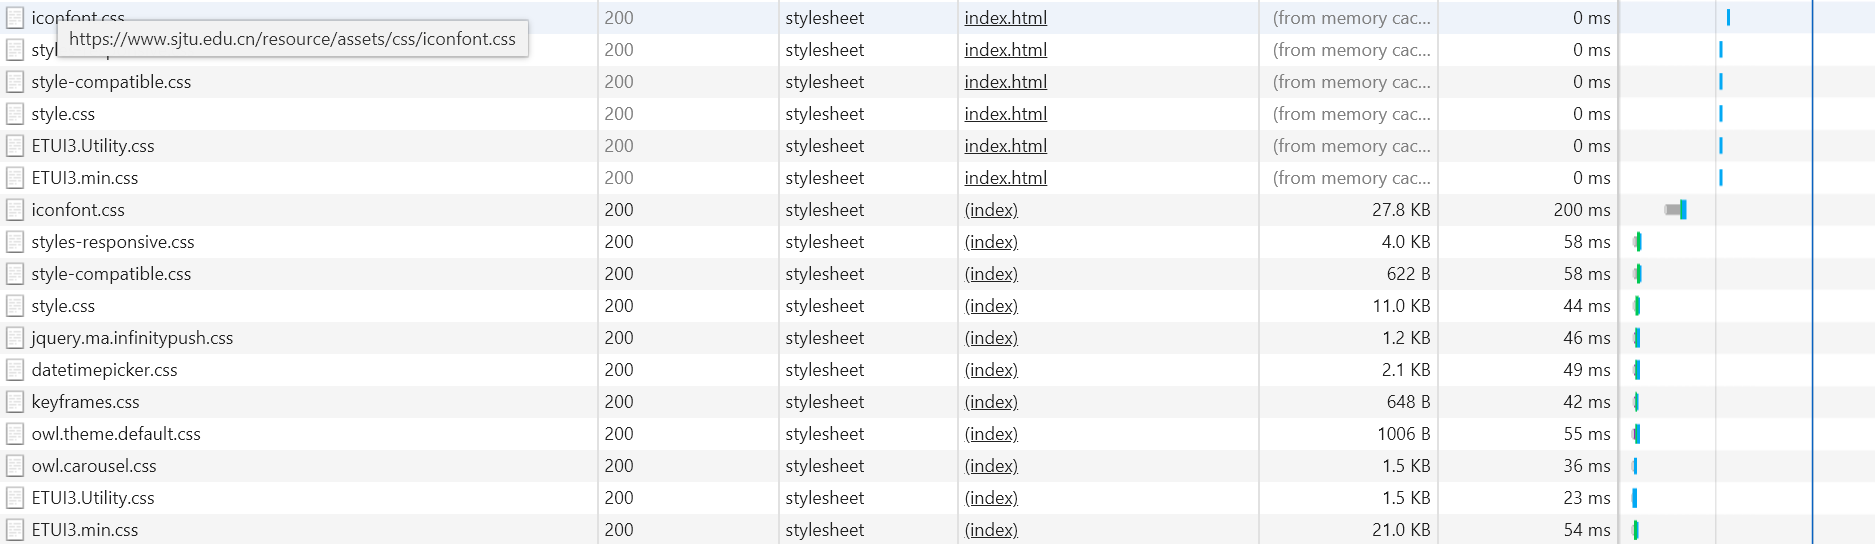 iconfont.css 200 stylesheet index.html (from memory cac... 0 ms
https://www.sjtu.edu.cn/resource/assets/css/iconfont.css
200 stylesheet index.html (from memory cac... 0 ms
style-compatible.css 200 stylesheet index.html (from memory cac... 0 ms
style.css 200 stylesheet index.html (from memory cac... 0 ms
ETUI3.Utility.css 200 stylesheet index.html (from memory cac... 0 ms
ETUI3.min.css 200 stylesheet index.html (from memory cac... 0 ms
iconfont.css 200 stylesheet (index) 27.8 KB 200 ms
styles-responsive.css 200 stylesheet (index) 4.0 KB 58 ms
style-compatible.css 200 stylesheet (index) 622 B 58 ms
style.css 200 stylesheet (index) 11.0 KB 44 ms
jquery.ma.infinitypush.css 200 stylesheet (index) 1.2 KB 46 ms
datetimepicker.css 200 stylesheet (index) 2.1 KB 49 ms
keyframes.css 200 stylesheet (index) 648 B 42 ms
owl.theme.default.css 200 stylesheet (index) 1006 B 55 ms
owl.carousel.css 200 stylesheet (index) 1.5 KB 36 ms
ETUI3.Utility.css 200 stylesheet (index) 1.5 KB 23 ms
ETUI3.min.css 200 stylesheet (index) 21.0 KB 54 ms